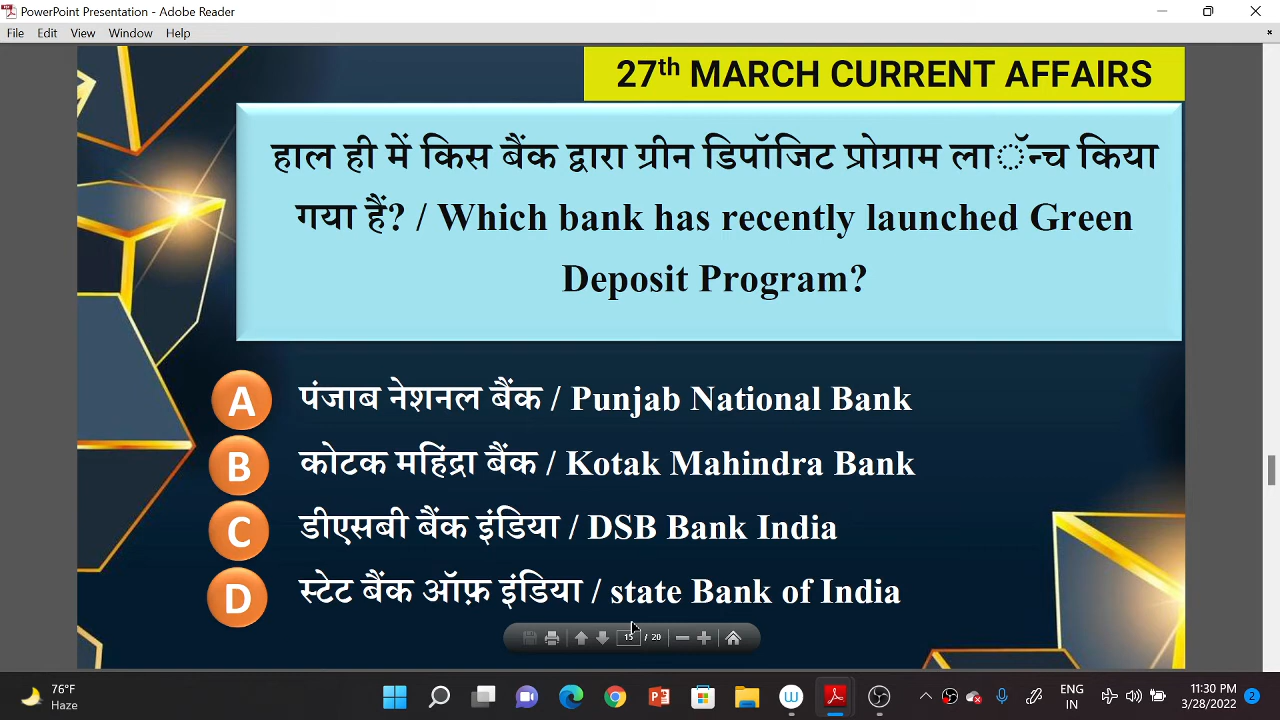 PowerPoint Presentation - Adobe Reader
File Edit View Window Help
27th MARCH CURRENT AFFAIRS
हाल ही में किस बैंक द्वारा ग्रीन डिपॉजिट प्रोग्राम लाॅन्च किया
गया हैं? / Which bank has recently launched Green
Deposit Program?
A पंजाब नेशनल बैंक / Punjab National Bank
B कोटक महिंद्रा बैंक / Kotak Mahindra Bank
C डीएसबी बैंक इंडिया / DSB Bank India
D स्टेट बैंक ऑफ़ इंडिया / state Bank of India
15 / 20
76°F
Haze
ENG
IN
11:30 PM
3/28/2022
2